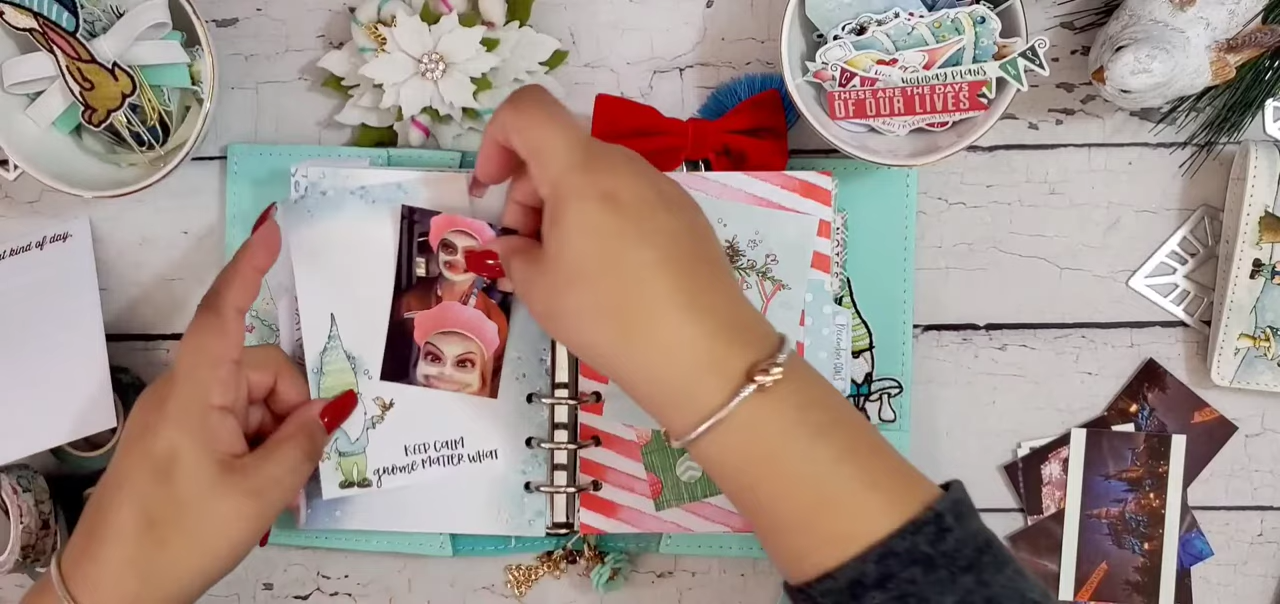 HOLIDAY PLANS
THESE ARE THE DAYS
OF OUR LIVES
kind of day.
KEEP CALM
gnome MATTER WHAT